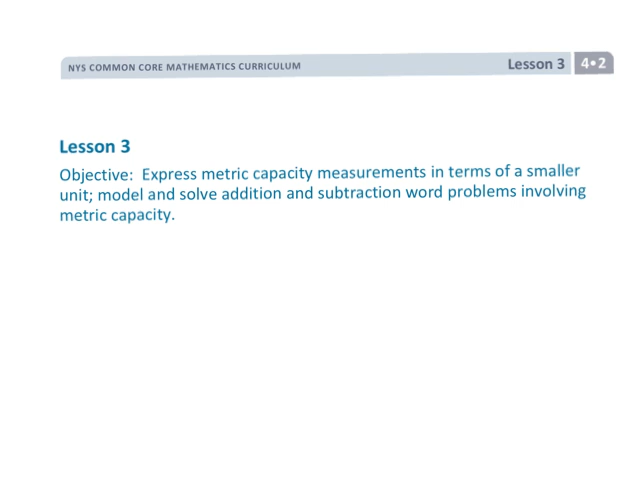 NYS COMMON CORE MATHEMATICS CURRICULUM Lesson 3 4•2
Lesson 3
Objective: Express metric capacity measurements in terms of a smaller
unit; model and solve addition and subtraction word problems involving
metric capacity.